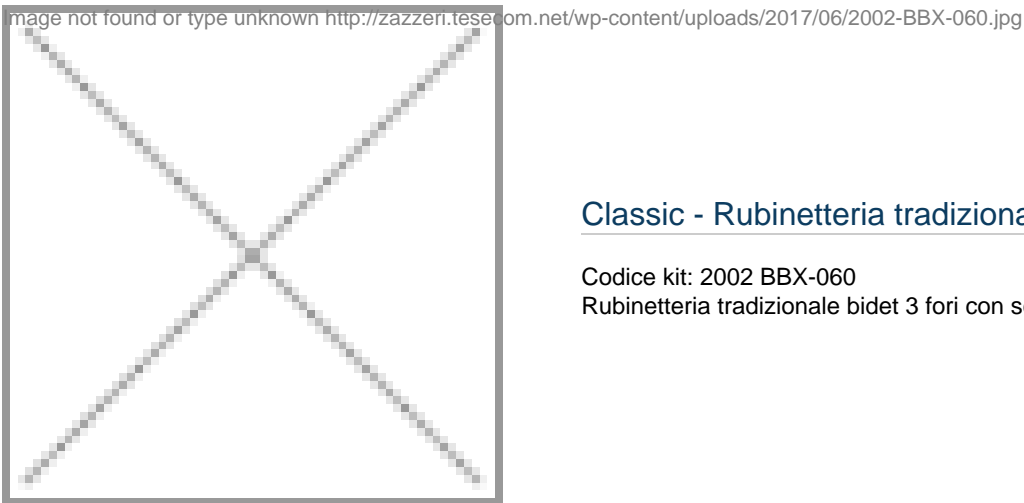 Image not found or type unknown http://zazzeri.tesecom.net/wp-content/uploads/2017/06/2002-BBX-060.jpg
Classic - Rubinetteria tradiziona
Codice kit: 2002 BBX-060
Rubinetteria tradizionale bidet 3 fori con s